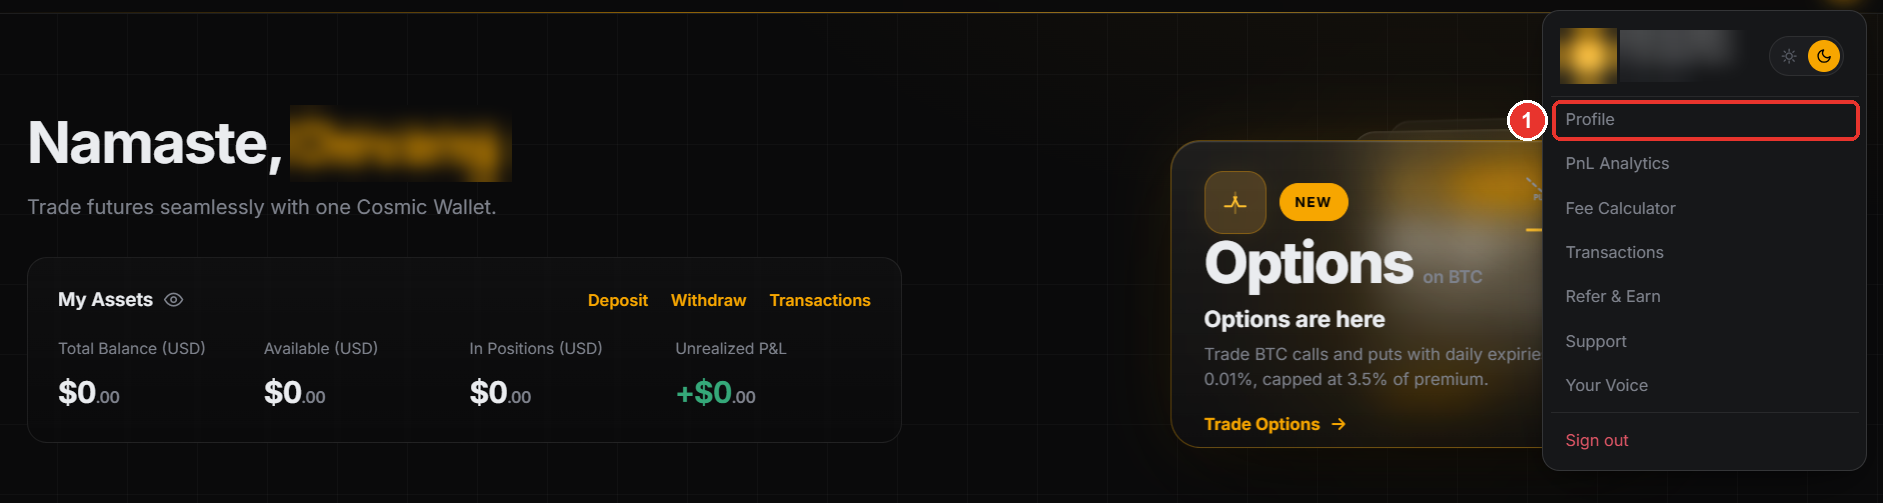 Namaste,
Trade futures seamlessly with one Cosmic Wallet.
My Assets
Deposit Withdraw Transactions
Total Balance (USD) Available (USD) In Positions (USD) Unrealized P&L
$0.00 $0.00 $0.00 +$0.00
NEW
Options on BTC
Options are here
Trade BTC calls and puts with daily
0.01%, capped at 3.5% of premium.
Trade Options →
1
Profile
PnL Analytics
Fee Calculator
Transactions
Refer & Earn
Support
Your Voice
Sign out